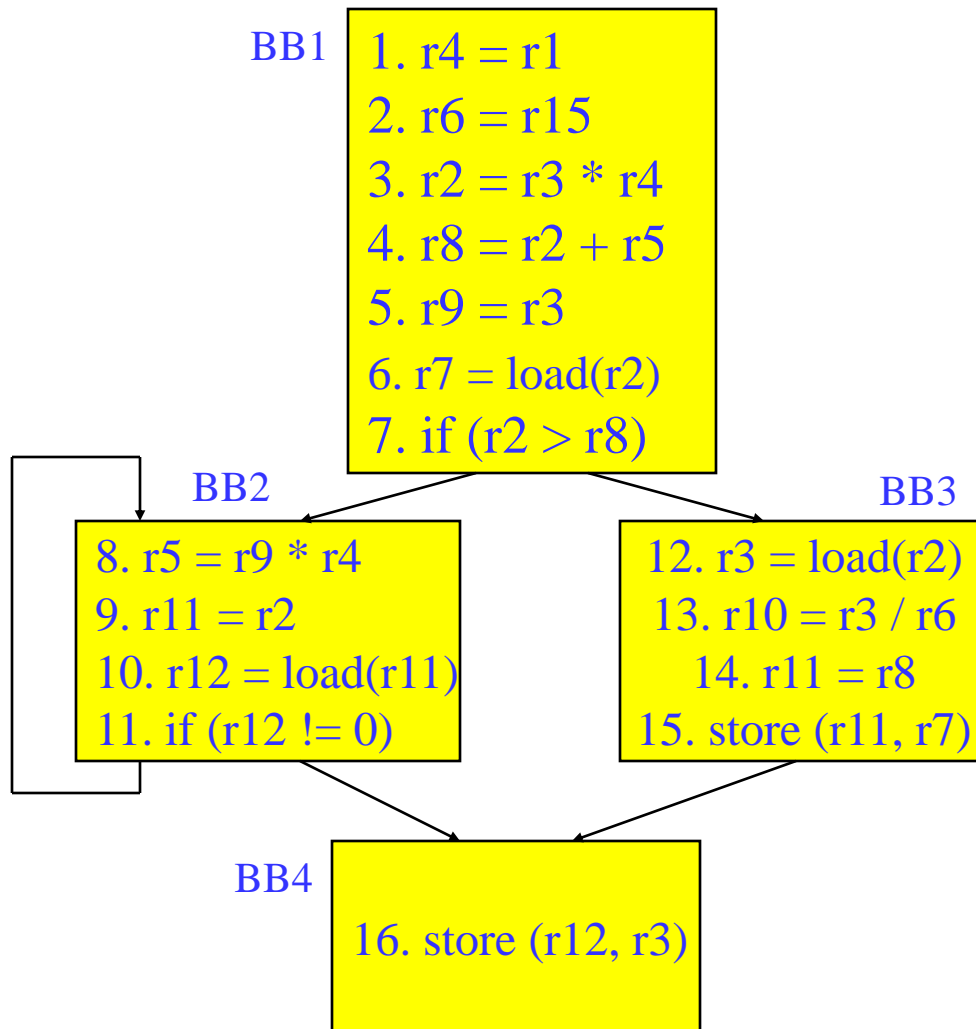 BB1
1. r4 = r1
2. r6 = r15
3. r2 = r3 * r4
4. r8 = r2 + r5
5. r9 = r3
6. r7 = load(r2)
7. if (r2 > r8)
BB2
8. r5 = r9 * r4
9. r11 = r2
10. r12 = load(r11)
11. if (r12 != 0)
BB3
12. r3 = load(r2)
13. r10 = r3 / r6
14. r11 = r8
15. store (r11, r7)
BB4
16. store (r12, r3)